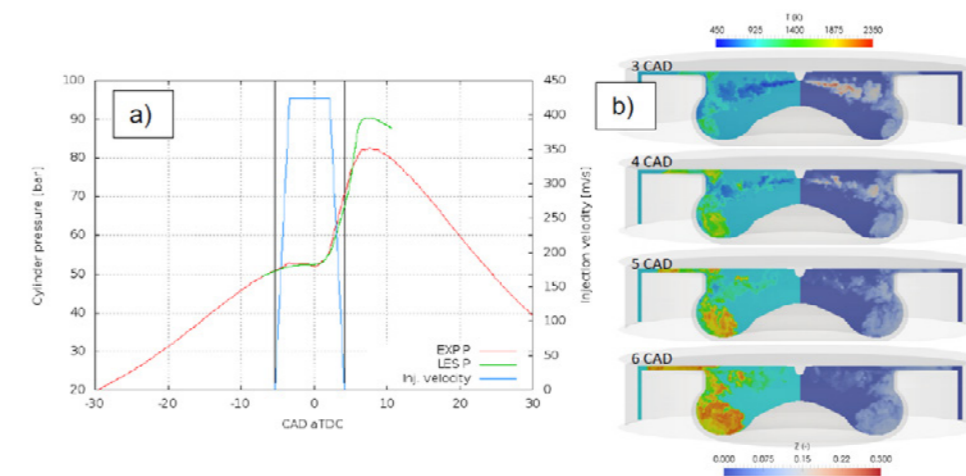 a)
100
90
80
70
60
50
40
30
20
Cylinder pressure [bar]
450
400
350
300
250
200
150
100
50
0
Injection velocity [m/s]
EXP P
LES P
Inj. velocity
-30 -20 -10 0 10 20 30
CAD aTDC
b)
T (K)
450 925 1400 1875 2350
3 CAD
4 CAD
5 CAD
6 CAD
Z (-)
0.000 0.075 0.15 0.22 0.300